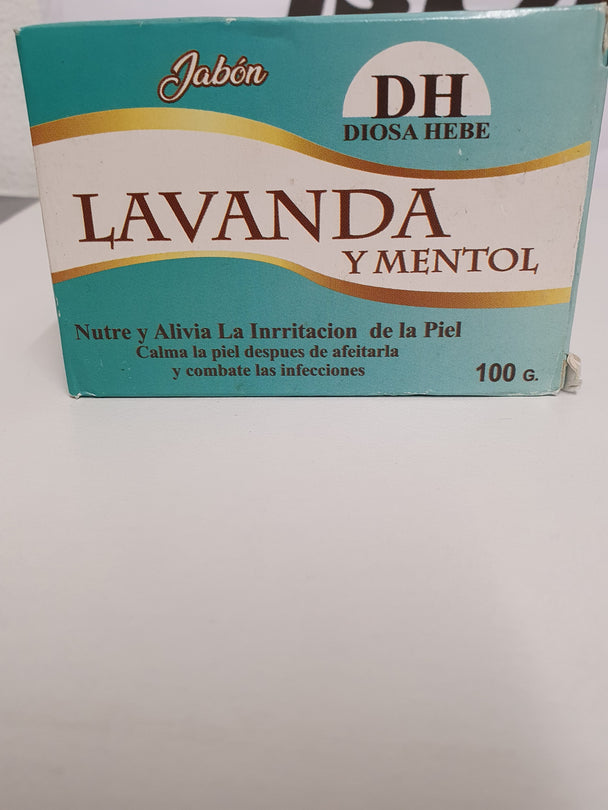 Jabón
DH
DIOSA HEBE
LAVANDA
Y MENTOL
Nutre y Alivia La Inrritacion de la Piel
Calma la piel despues de afeitarla
y combate las infecciones
100 G.